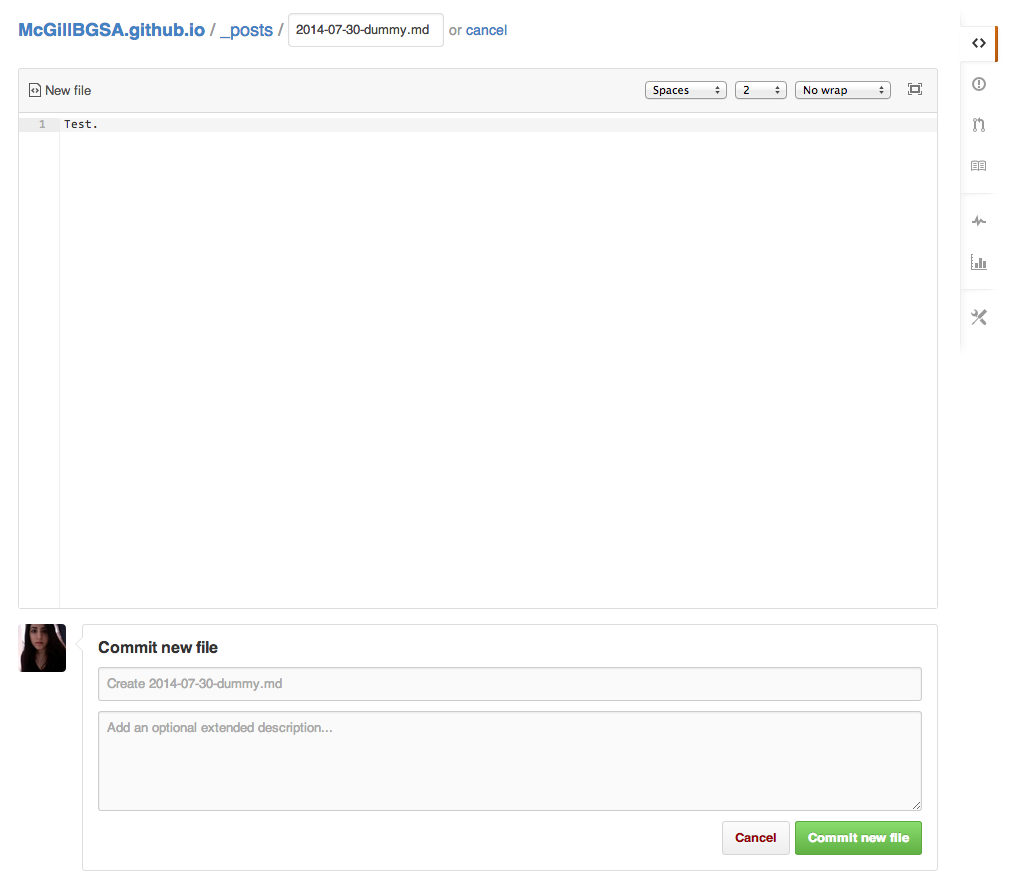 McGillBGSA.github.io / _posts / 2014-07-30-dummy.md or cancel
New file Spaces 2 No wrap
1 Test.
Commit new file
Create 2014-07-30-dummy.md
Add an optional extended description...
Cancel Commit new file